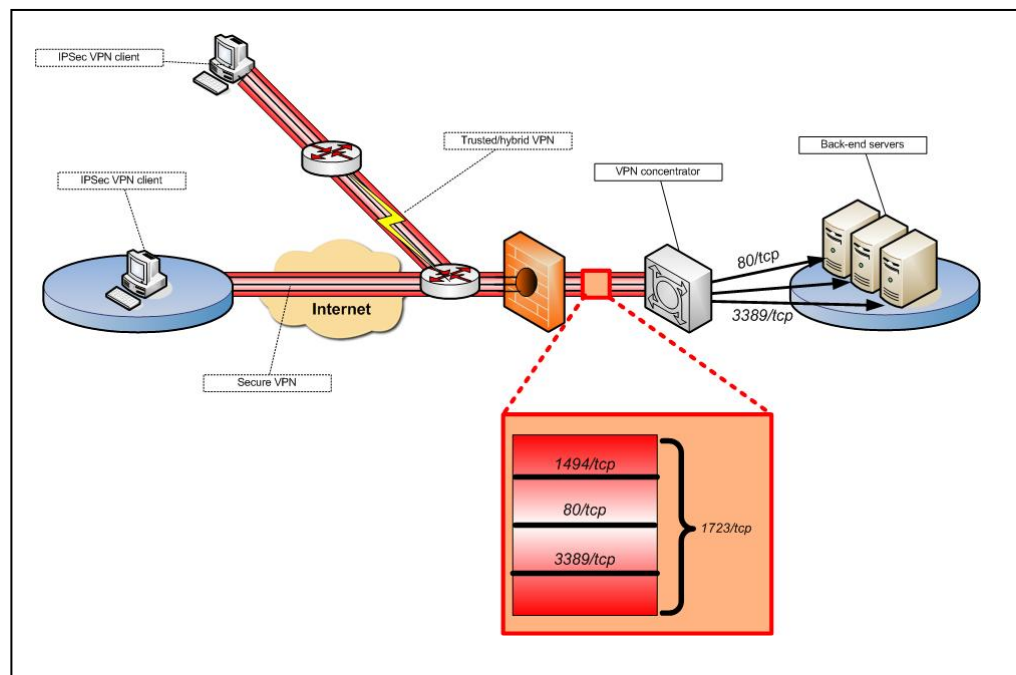 IPSec VPN client
Trusted/hybrid VPN
Back-end servers
VPN concentrator
IPSec VPN client
80/tcp
Internet
3389/tcp
Secure VPN
1494/tcp
80/tcp
1723/tcp
3389/tcp